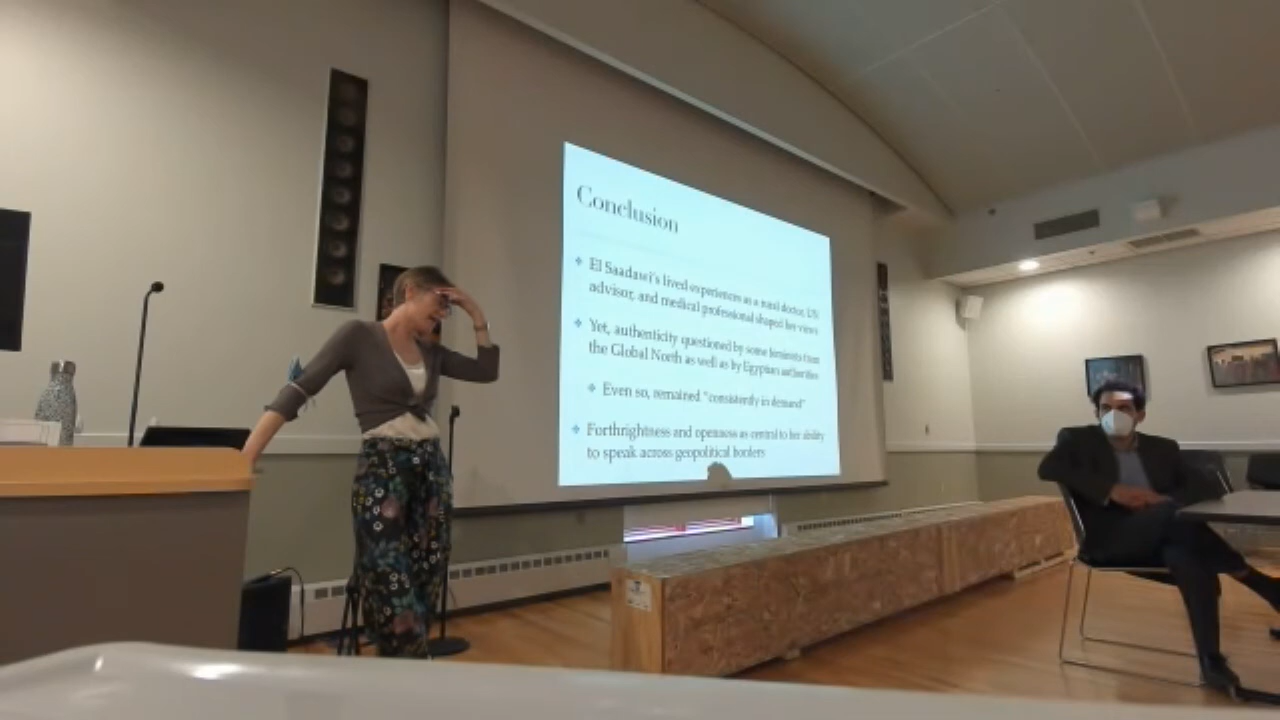 Conclusion
El Saadawi's lived experiences as a rural doctor, UN
advisor, and medical professional shaped her views
Yet, authenticity questioned by some feminists from
the Global North as well as by Egyptian authorities
Even so, remained "consistently in demand"
Forthrightness and openness as central to her ability
to speak across geopolitical borders